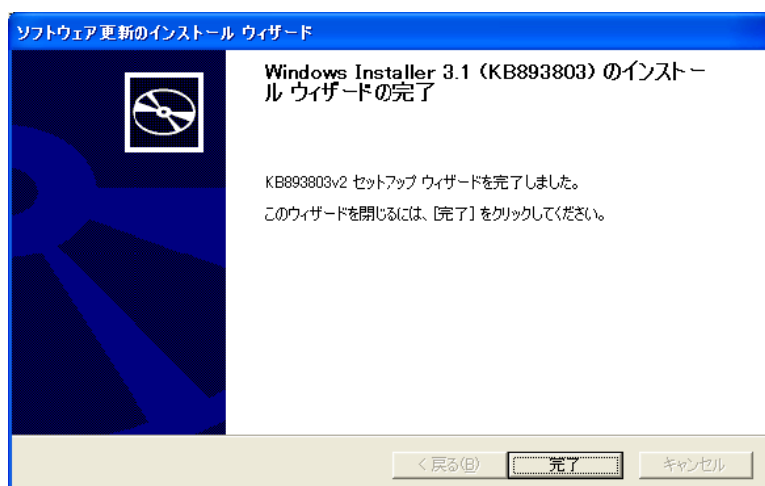 ソフトウェア更新のインストール ウィザード
Windows Installer 3.1 (KB893803) のインストー
ル ウィザードの完了
KB893803v2 セットアップ ウィザードを完了しました。
このウィザードを閉じるには、[完了] をクリックしてください。
< 戻る(B) 完了 キャンセル